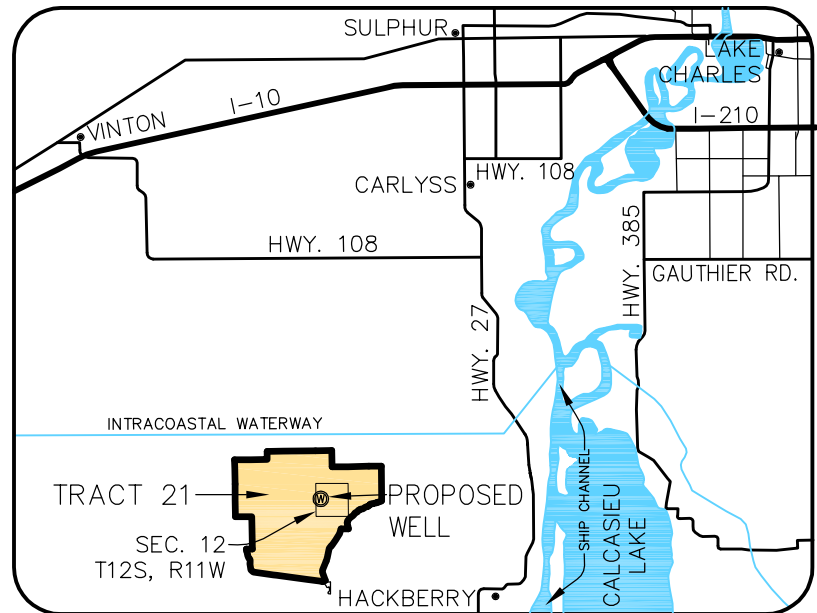 SULPHUR
LAKE
CHARLES
I-10
VINTON
I-210
HWY. 108
CARLYSS
HWY. 108
HWY. 385
GAUTHIER RD.
HWY. 27
INTRACOASTAL WATERWAY
TRACT 21
W
PROPOSED
WELL
SEC. 12
T12S, R11W
SHIP CHANNEL
CALCASIEU
LAKE
HACKBERRY